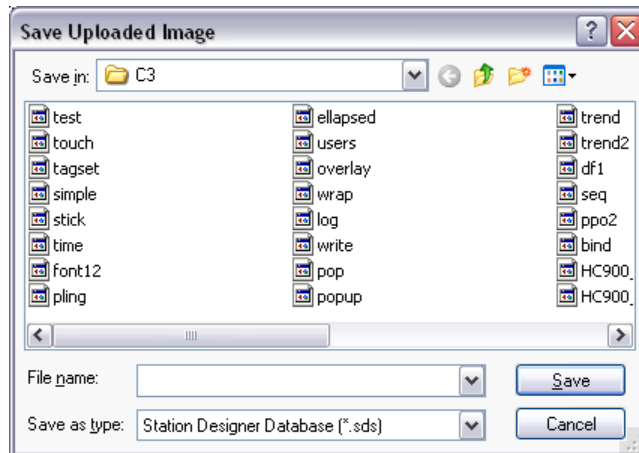 Save Uploaded Image
Save in: C3
test ellapsed trend
touch users trend2
tagset overlay df1
simple wrap seq
stick log ppo2
time write bind
font12 pop HC900_
pling popup HC900_
File name: Save
Save as type: Station Designer Database (*.sds) Cancel